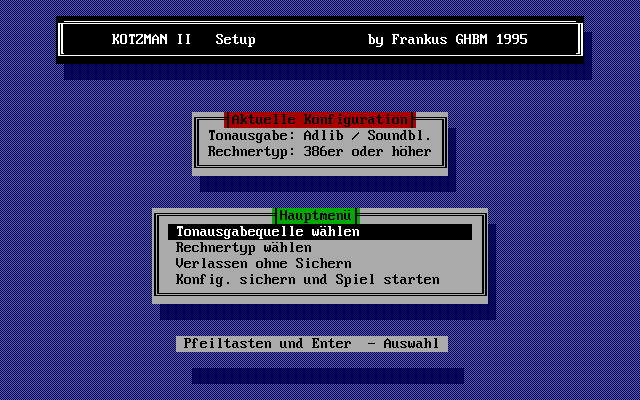 KOTZMAN II Setup by Frankus GHBM 1995
Aktuelle Konfiguration
Tonausgabe: Adlib / Soundbl.
Rechnertyp: 386er oder höher
Hauptmenü
Tonausgabequelle wählen
Rechnertyp wählen
Verlassen ohne Sichern
Konfig. sichern und Spiel starten
Pfeiltasten und Enter - Auswahl